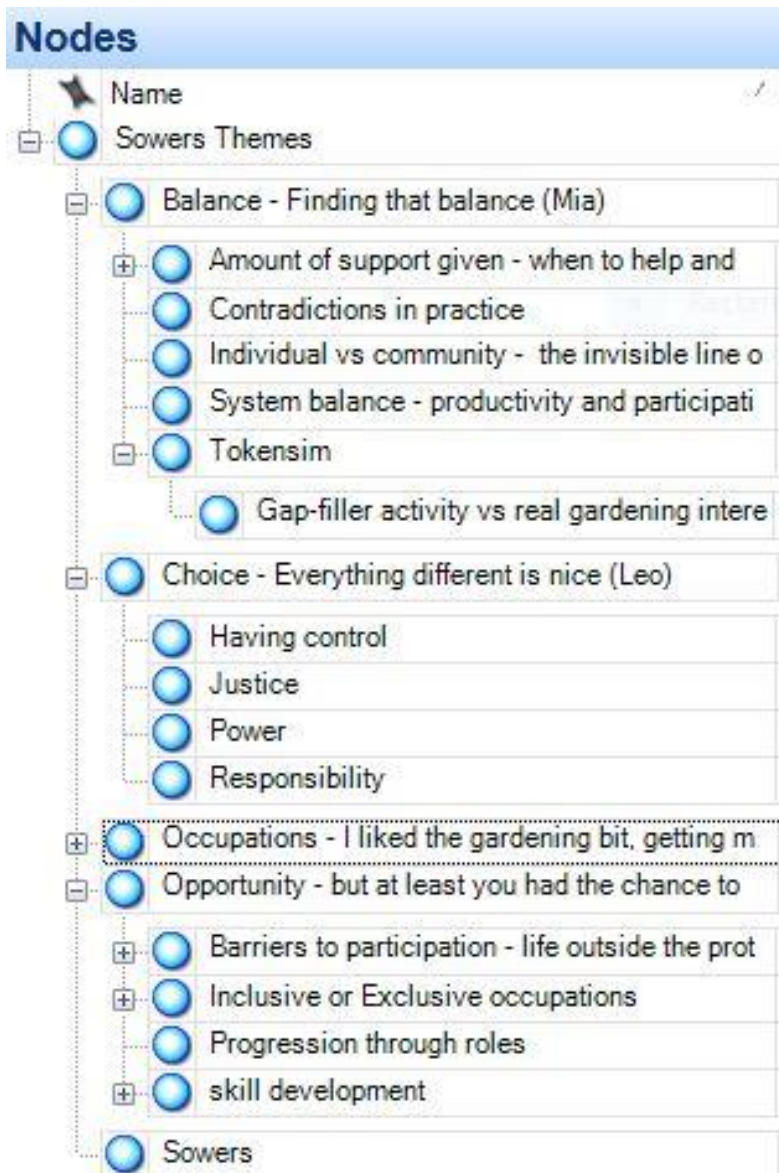 Nodes
Name
Sowers Themes
Balance - Finding that balance (Mia)
Amount of support given - when to help and
Contradictions in practice
Individual vs community - the invisible line o
System balance - productivity and participati
Tokensim
Gap-filler activity vs real gardening intere
Choice - Everything different is nice (Leo)
Having control
Justice
Power
Responsibility
Occupations - I liked the gardening bit, getting m
Opportunity - but at least you had the chance to
Barriers to participation - life outside the prot
Inclusive or Exclusive occupations
Progression through roles
skill development
Sowers